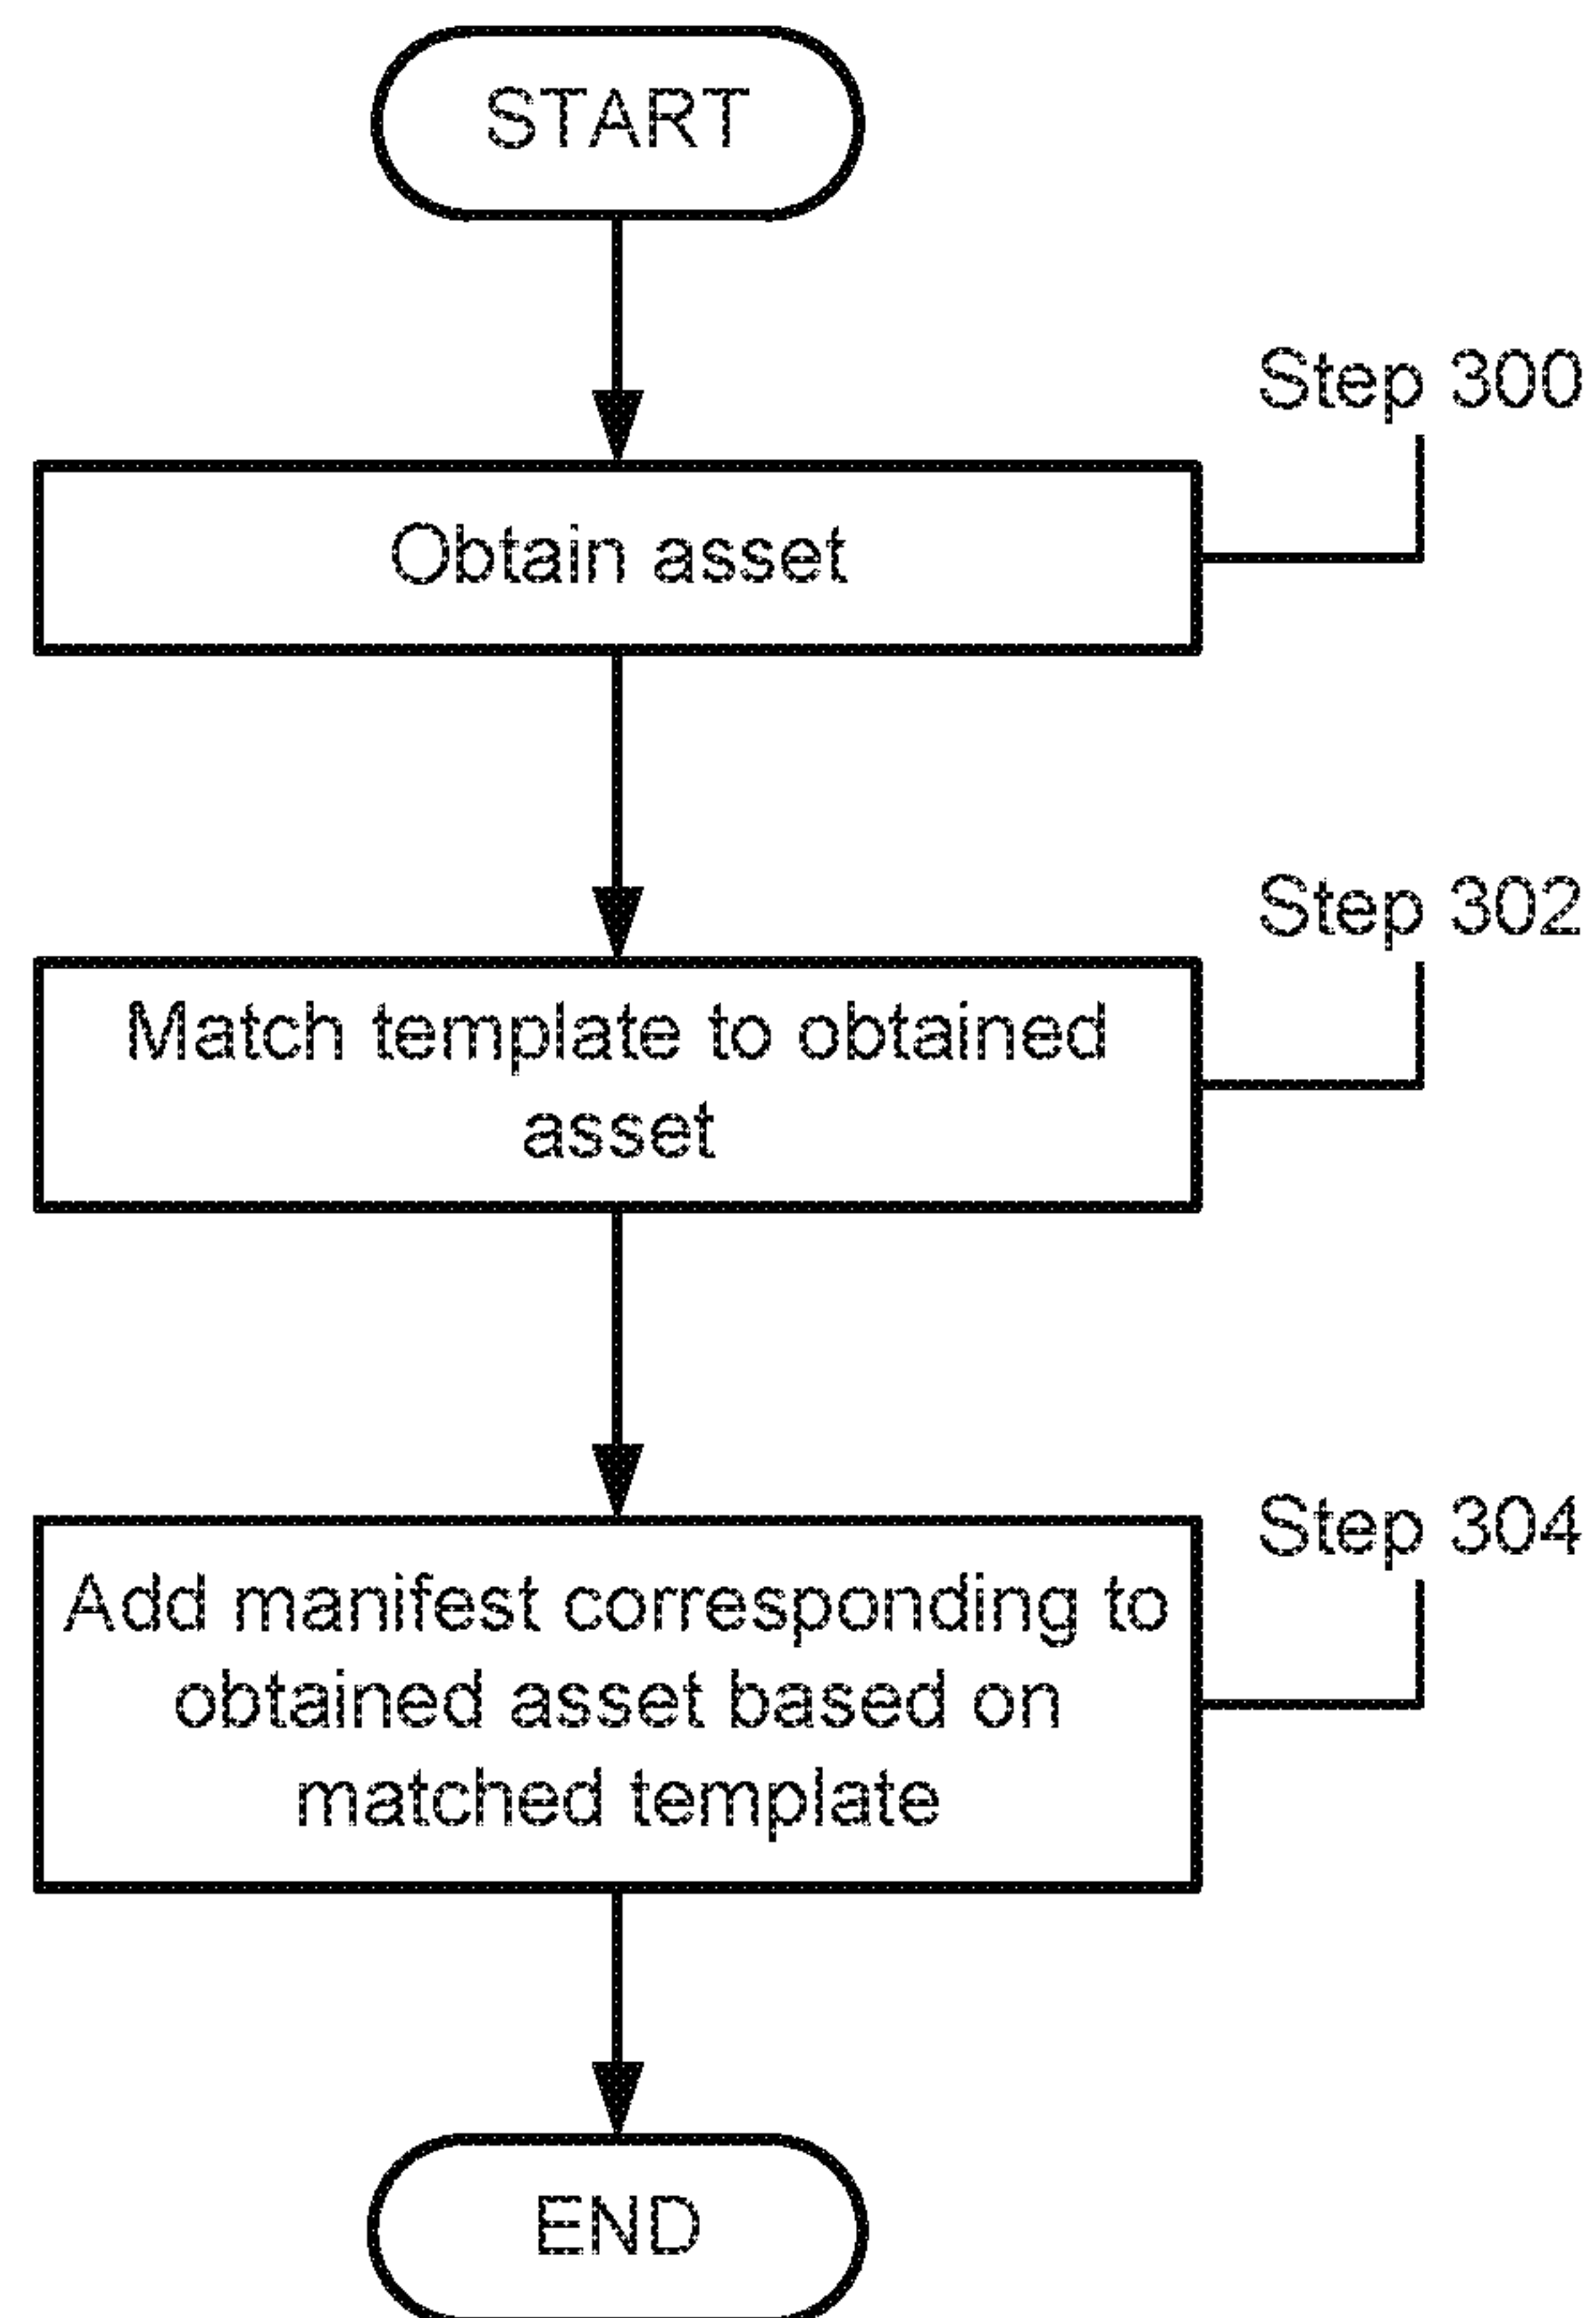 START
Step 300
Obtain asset
Step 302
Match template to obtained
asset
Step 304
Add manifest corresponding to
obtained asset based on
matched template
END